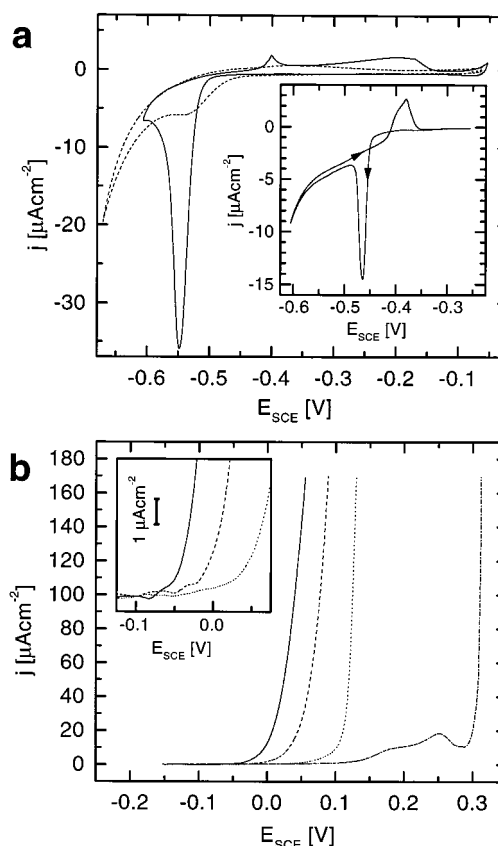 a
0
-10
-20
-30
j [µAcm⁻²]
-0.6 -0.5 -0.4 -0.3 -0.2 -0.1
E_SCE [V]
0
-5
-10
-15
j [µAcm⁻²]
-0.6 -0.5 -0.4 -0.3
E_SCE [V]
b
180
160
140
120
100
80
60
40
20
0
j [µAcm⁻²]
-0.2 -0.1 0.0 0.1 0.2 0.3
E_SCE [V]
1 µAcm⁻²
-0.1 0.0
E_SCE [V]